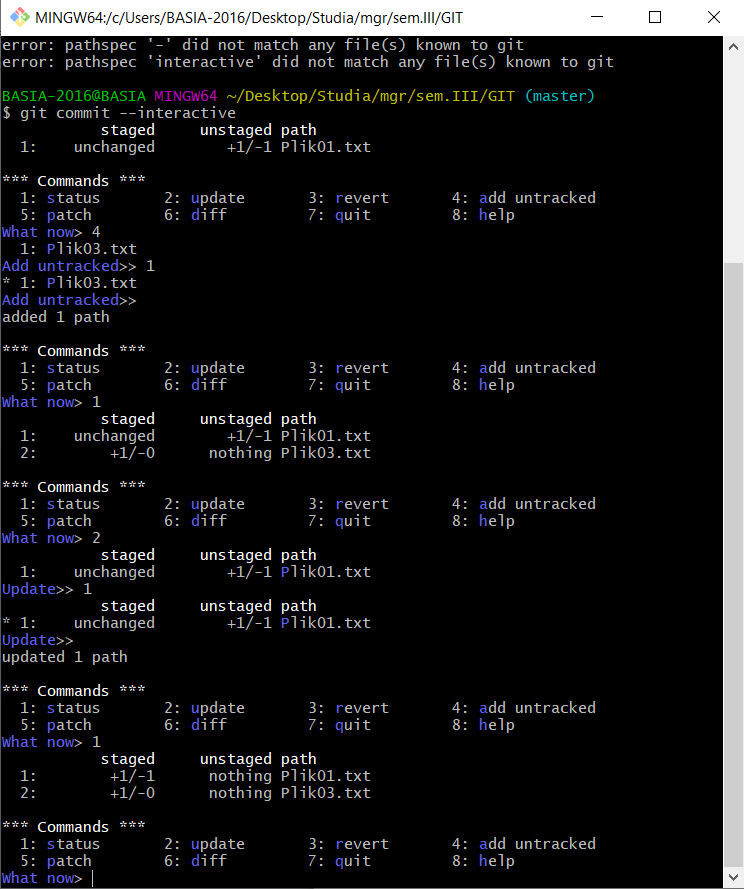 MINGW64:/c/Users/BASIA-2016/Desktop/Studia/mgr/sem.III/GIT
error: pathspec '-' did not match any file(s) known to git
error: pathspec 'interactive' did not match any file(s) known to git
BASIA-2016@BASIA MINGW64 ~/Desktop/Studia/mgr/sem.III/GIT (master)
$ git commit --interactive
           staged     unstaged path
  1:    unchanged        +1/-1 Plik01.txt
*** Commands ***
  1: status       2: update       3: revert       4: add untracked
  5: patch        6: diff         7: quit         8: help
What now> 4
  1: Plik03.txt
Add untracked>> 1
* 1: Plik03.txt
Add untracked>>
added 1 path
*** Commands ***
  1: status       2: update       3: revert       4: add untracked
  5: patch        6: diff         7: quit         8: help
What now> 1
           staged     unstaged path
  1:    unchanged        +1/-1 Plik01.txt
  2:        +1/-0      nothing Plik03.txt
*** Commands ***
  1: status       2: update       3: revert       4: add untracked
  5: patch        6: diff         7: quit         8: help
What now> 2
           staged     unstaged path
  1:    unchanged        +1/-1 Plik01.txt
Update>> 1
           staged     unstaged path
* 1:    unchanged        +1/-1 Plik01.txt
Update>>
updated 1 path
*** Commands ***
  1: status       2: update       3: revert       4: add untracked
  5: patch        6: diff         7: quit         8: help
What now> 1
           staged     unstaged path
  1:        +1/-1      nothing Plik01.txt
  2:        +1/-0      nothing Plik03.txt
*** Commands ***
  1: status       2: update       3: revert       4: add untracked
  5: patch        6: diff         7: quit         8: help
What now>